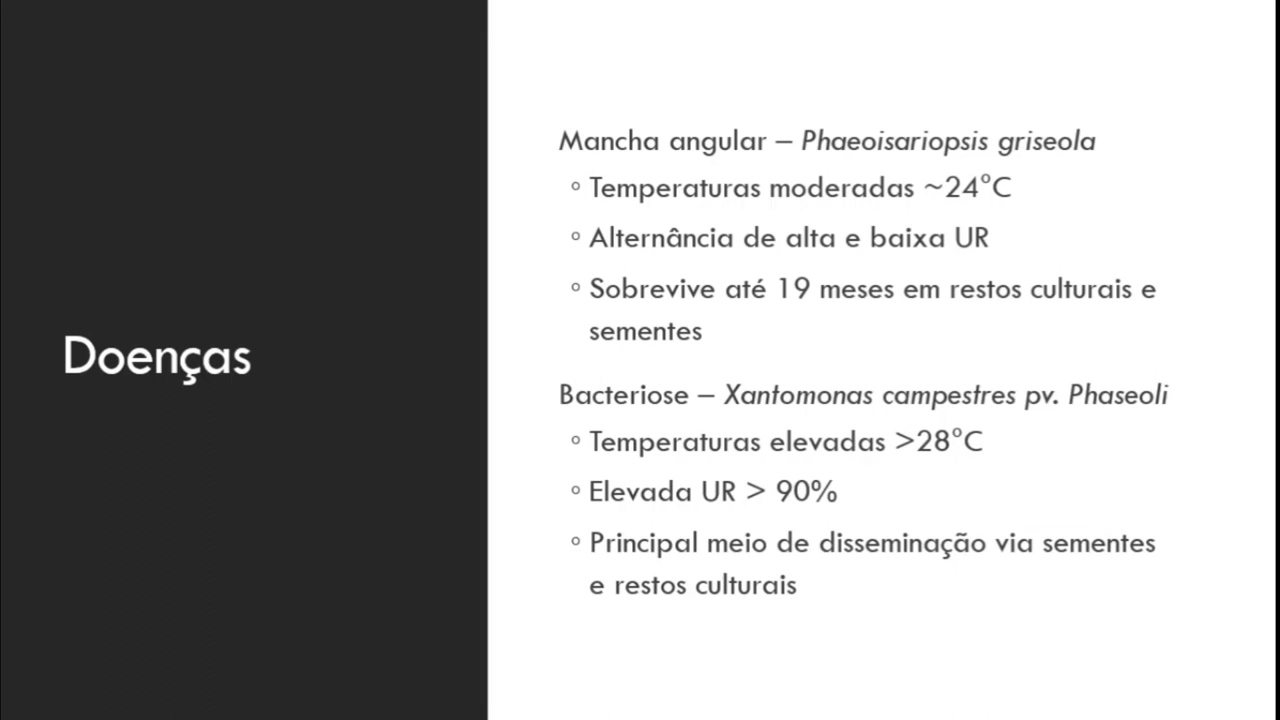 Doenças
Mancha angular – Phaeoisariopsis griseola
◦ Temperaturas moderadas ~24°C
◦ Alternância de alta e baixa UR
◦ Sobrevive até 19 meses em restos culturais e
sementes
Bacteriose – Xantomonas campestres pv. Phaseoli
◦ Temperaturas elevadas >28°C
◦ Elevada UR > 90%
◦ Principal meio de disseminação via sementes
e restos culturais